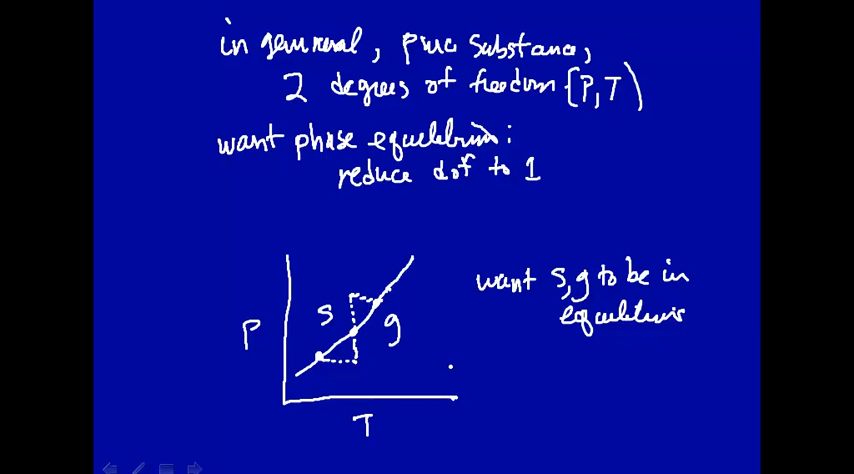 in general, pure substance,
2 degrees of freedom (P, T)
want phase equilibrium:
reduce dof to 1
want s, g to be in
equilibrium
s
g
P
T